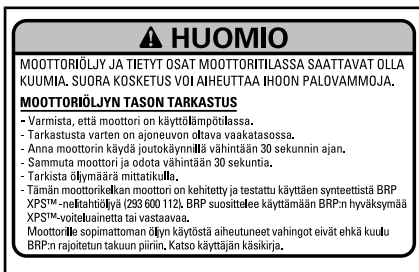 HUOMIO
MOOTTORIÖLJY JA TIETYT OSAT MOOTTORITILASSA SAATTAVAT OLLA
KUUMIA. SUORA KOSKETUS VOI AIHEUTTAA IHOON PALOVAMMOJA.
MOOTTORIÖLJYN TASON TARKASTUS
- Varmista, että moottori on käyttölämpötilassa.
- Tarkastusta varten on ajoneuvon oltava vaakatasossa.
- Anna moottorin käydä joutokäynnillä vähintään 30 sekunnin ajan.
- Sammuta moottori ja odota vähintään 30 sekuntia.
- Tarkista öljymäärä mittatikulla.
- Tämän moottorikelkan moottori on kehitetty ja testattu käyttäen synteettistä BRP
XPS™ -nelitahtiöljyä (293 600 112). BRP suosittelee käyttämään BRP:n hyväksymää
XPS™-voiteluainetta tai vastaavaa.
Moottorille sopimattoman öljyn käytöstä aiheutuneet vahingot eivät ehkä kuulu
BRP:n rajoitetun takuun piiriin. Katso käyttäjän käsikirja.